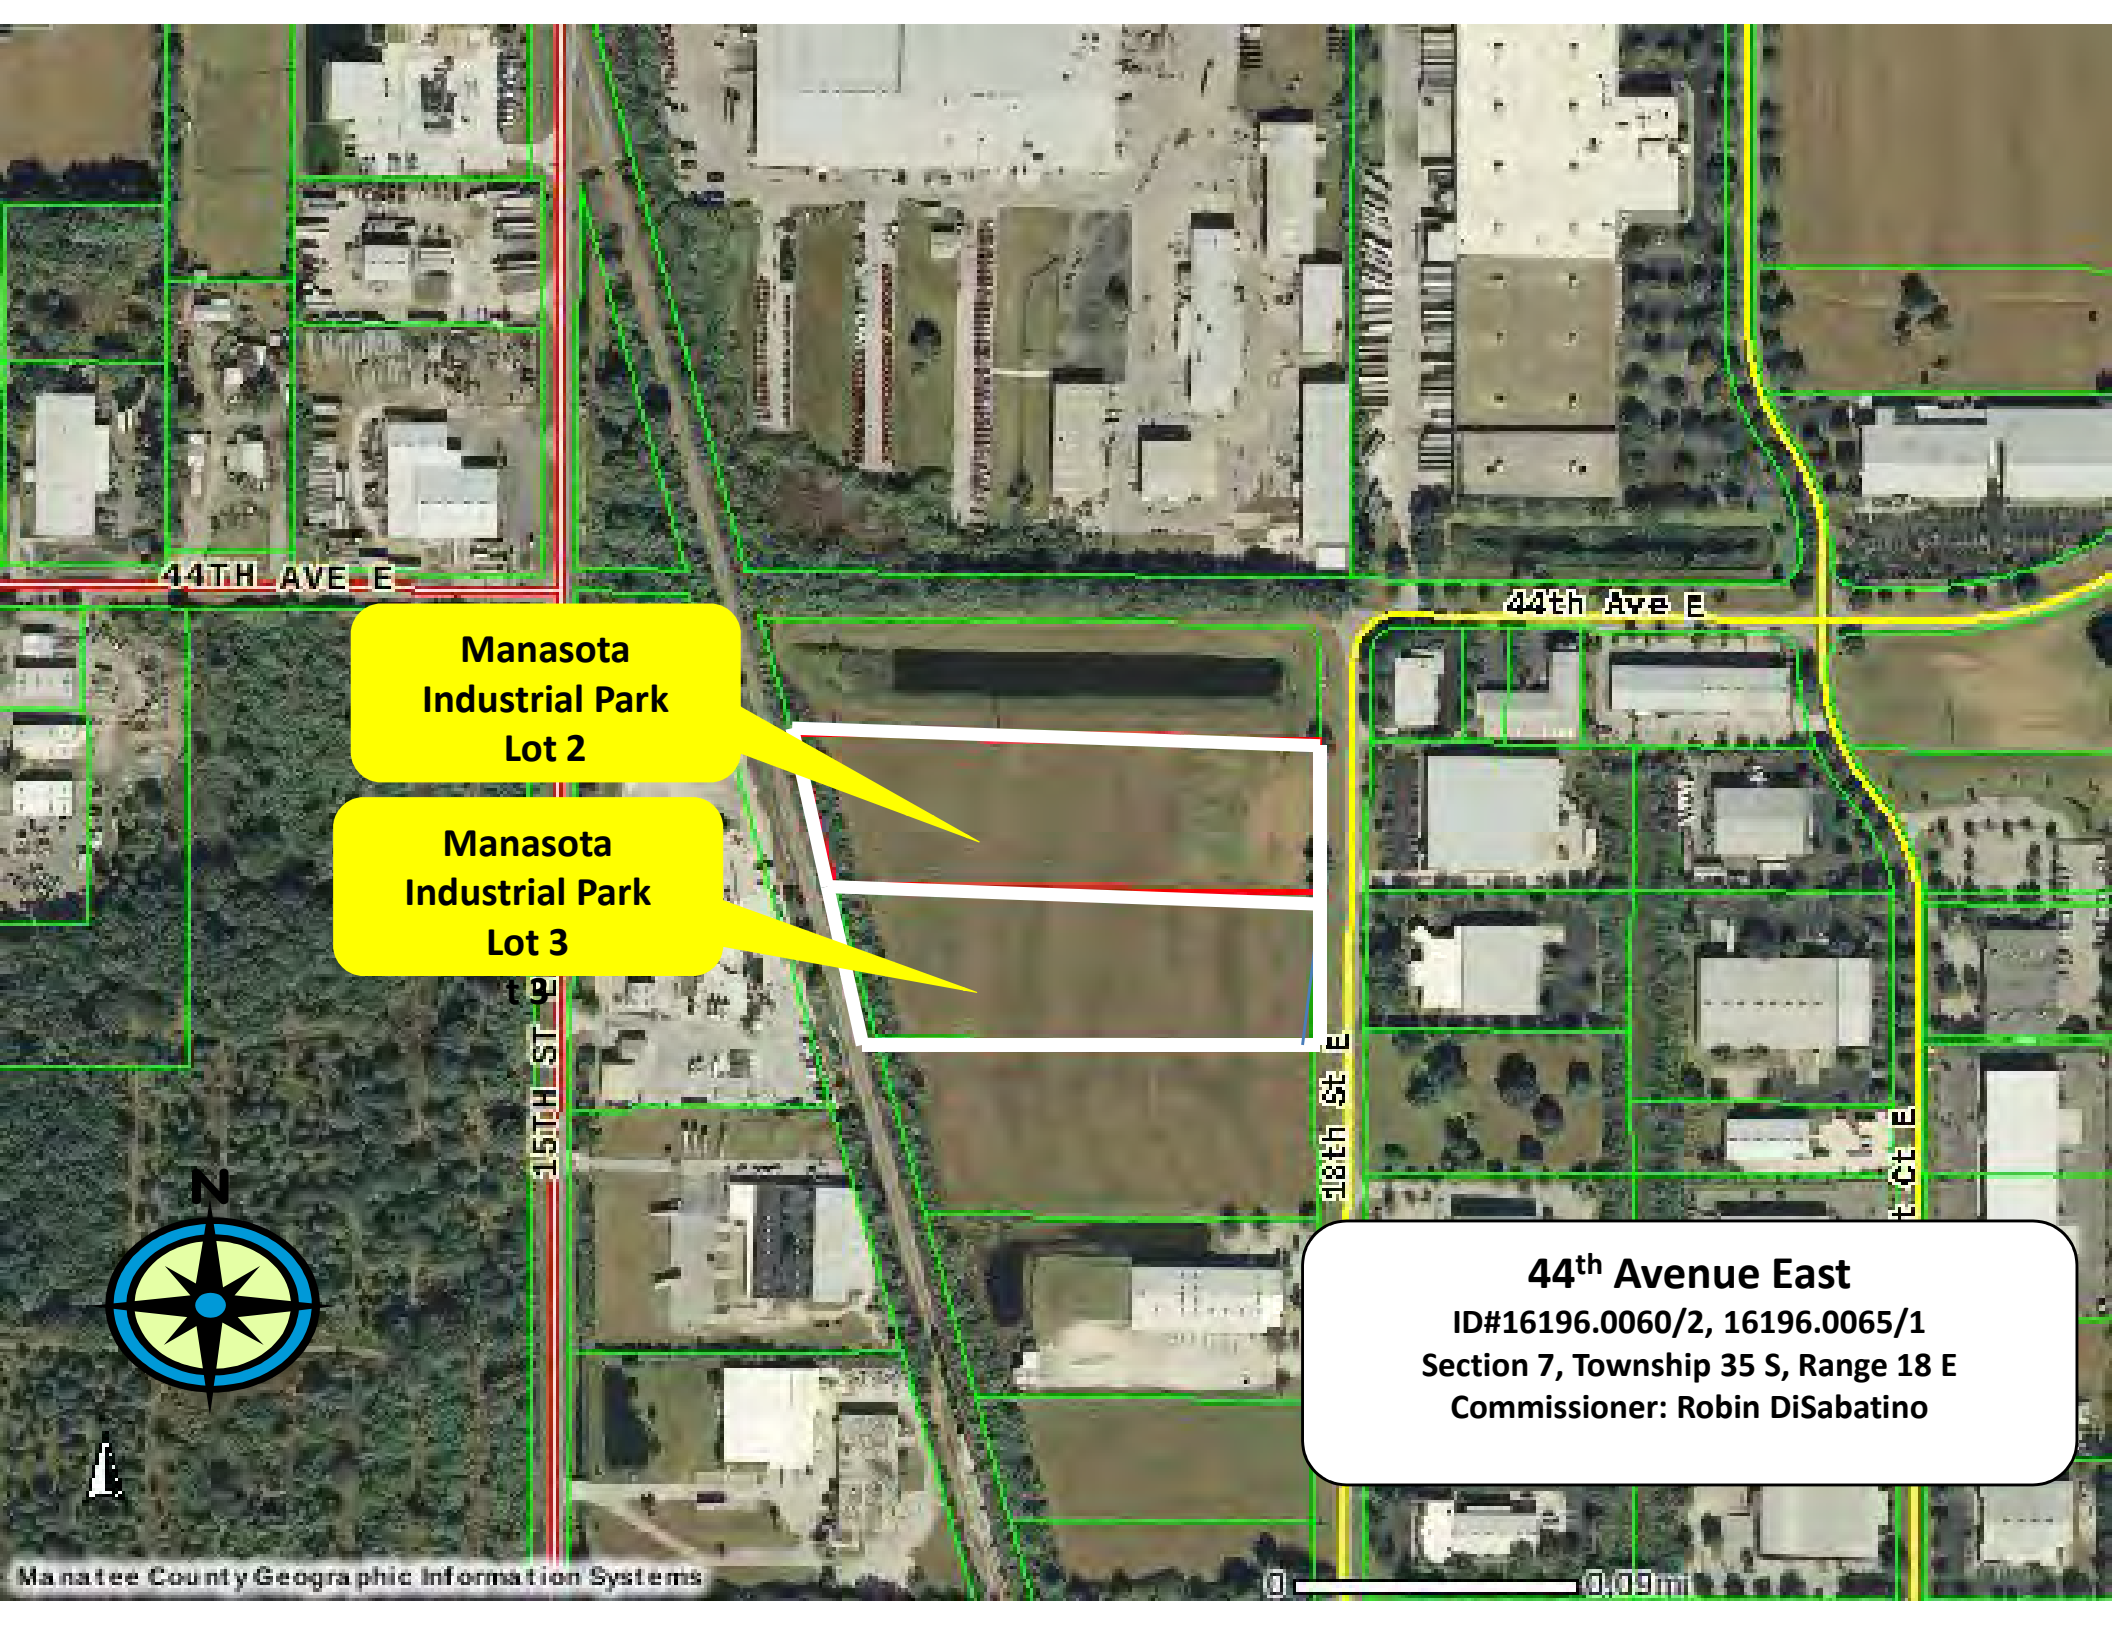 44TH AVE E
44th Ave E
Manasota
Industrial Park
Lot 2
Manasota
Industrial Park
Lot 3
t 3
15TH ST E
18th St E
t Ct E
N
44th Avenue East
ID#16196.0060/2, 16196.0065/1
Section 7, Township 35 S, Range 18 E
Commissioner: Robin DiSabatino
Manatee County Geographic Information Systems
0 0.09mi